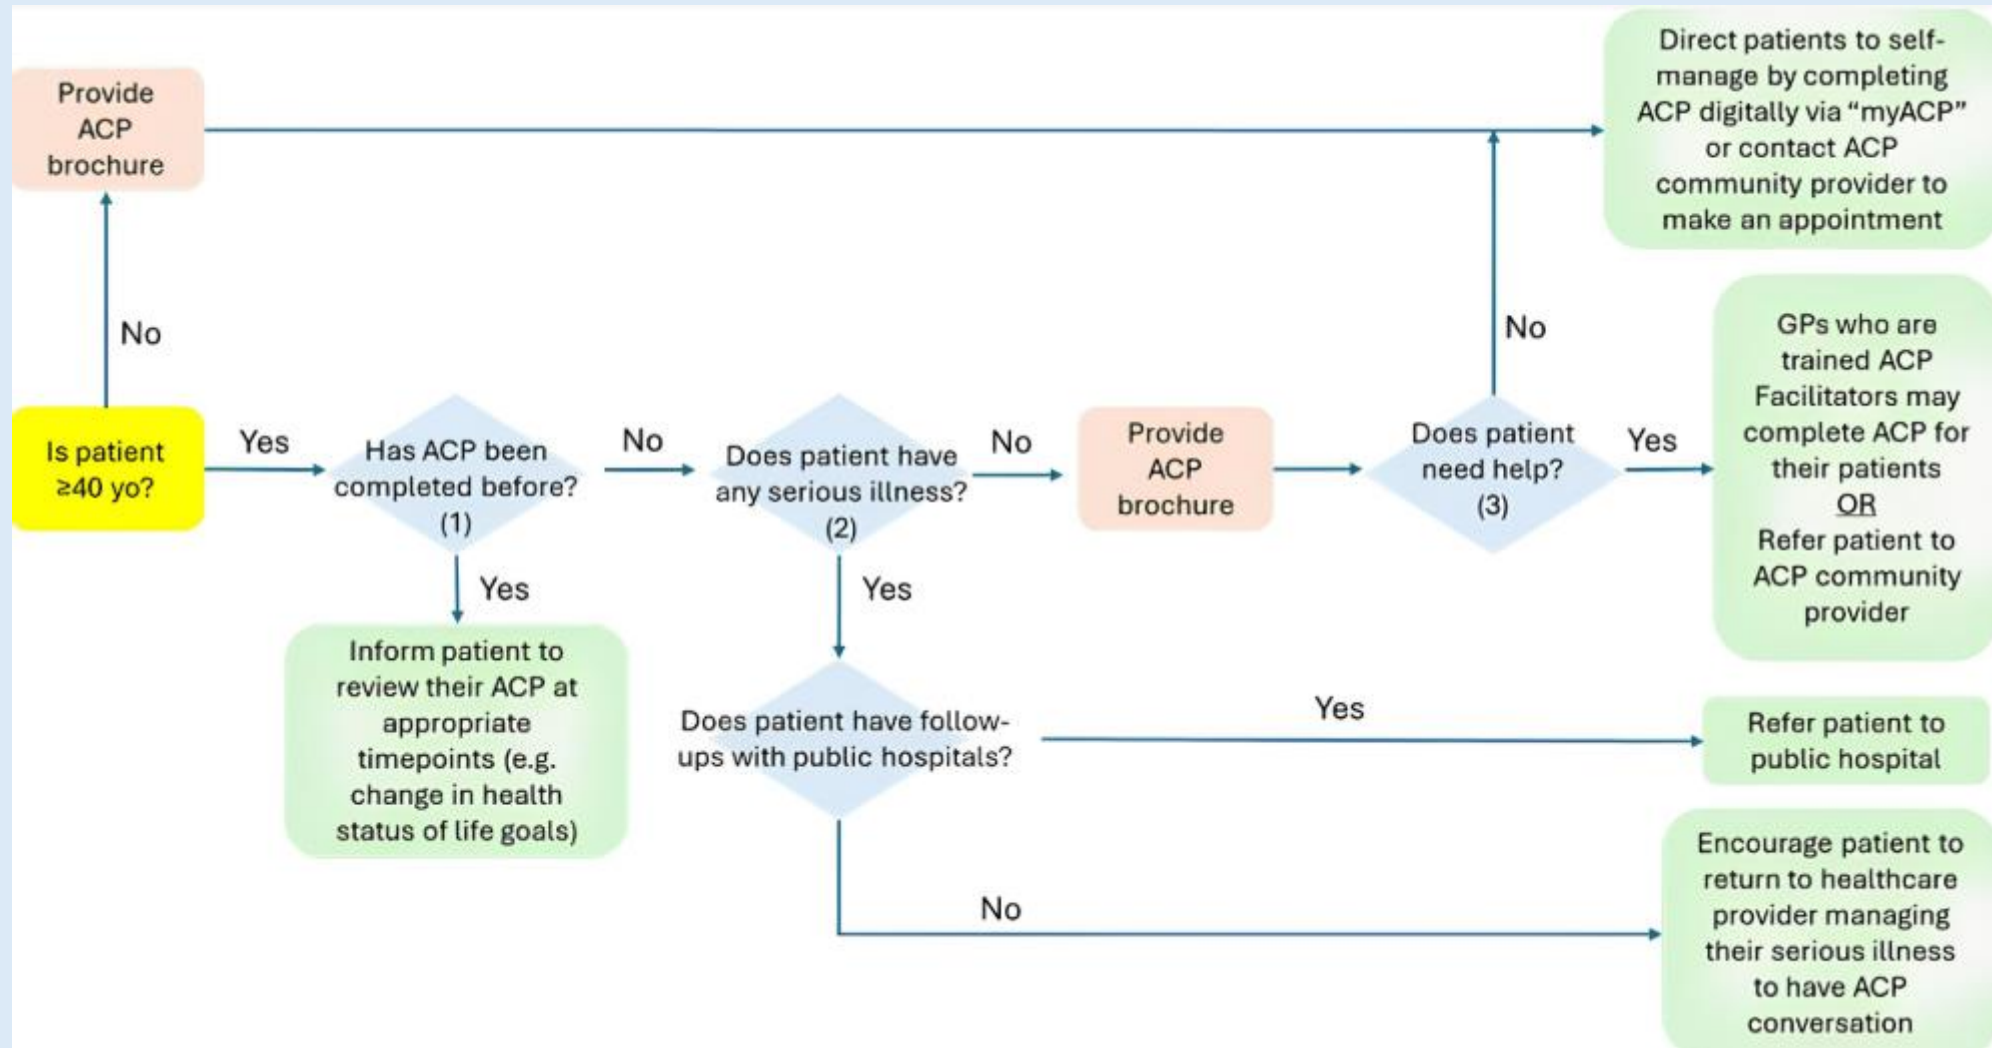 Provide
ACP
brochure
Direct patients to self-
manage by completing
ACP digitally via “myACP”
or contact ACP
community provider to
make an appointment
No
No
Is patient
≥40 yo?
Yes
Has ACP been
completed before?
(1)
No
Does patient have
any serious illness?
(2)
No
Provide
ACP
brochure
Does patient
need help?
(3)
Yes
GPs who are
trained ACP
Facilitators may
complete ACP for
their patients
OR
Refer patient to
ACP community
provider
Yes
Inform patient to
review their ACP at
appropriate
timepoints (e.g.
change in health
status of life goals)
Yes
Does patient have follow-
ups with public hospitals?
Yes
Refer patient to
public hospital
No
Encourage patient to
return to healthcare
provider managing
their serious illness
to have ACP
conversation